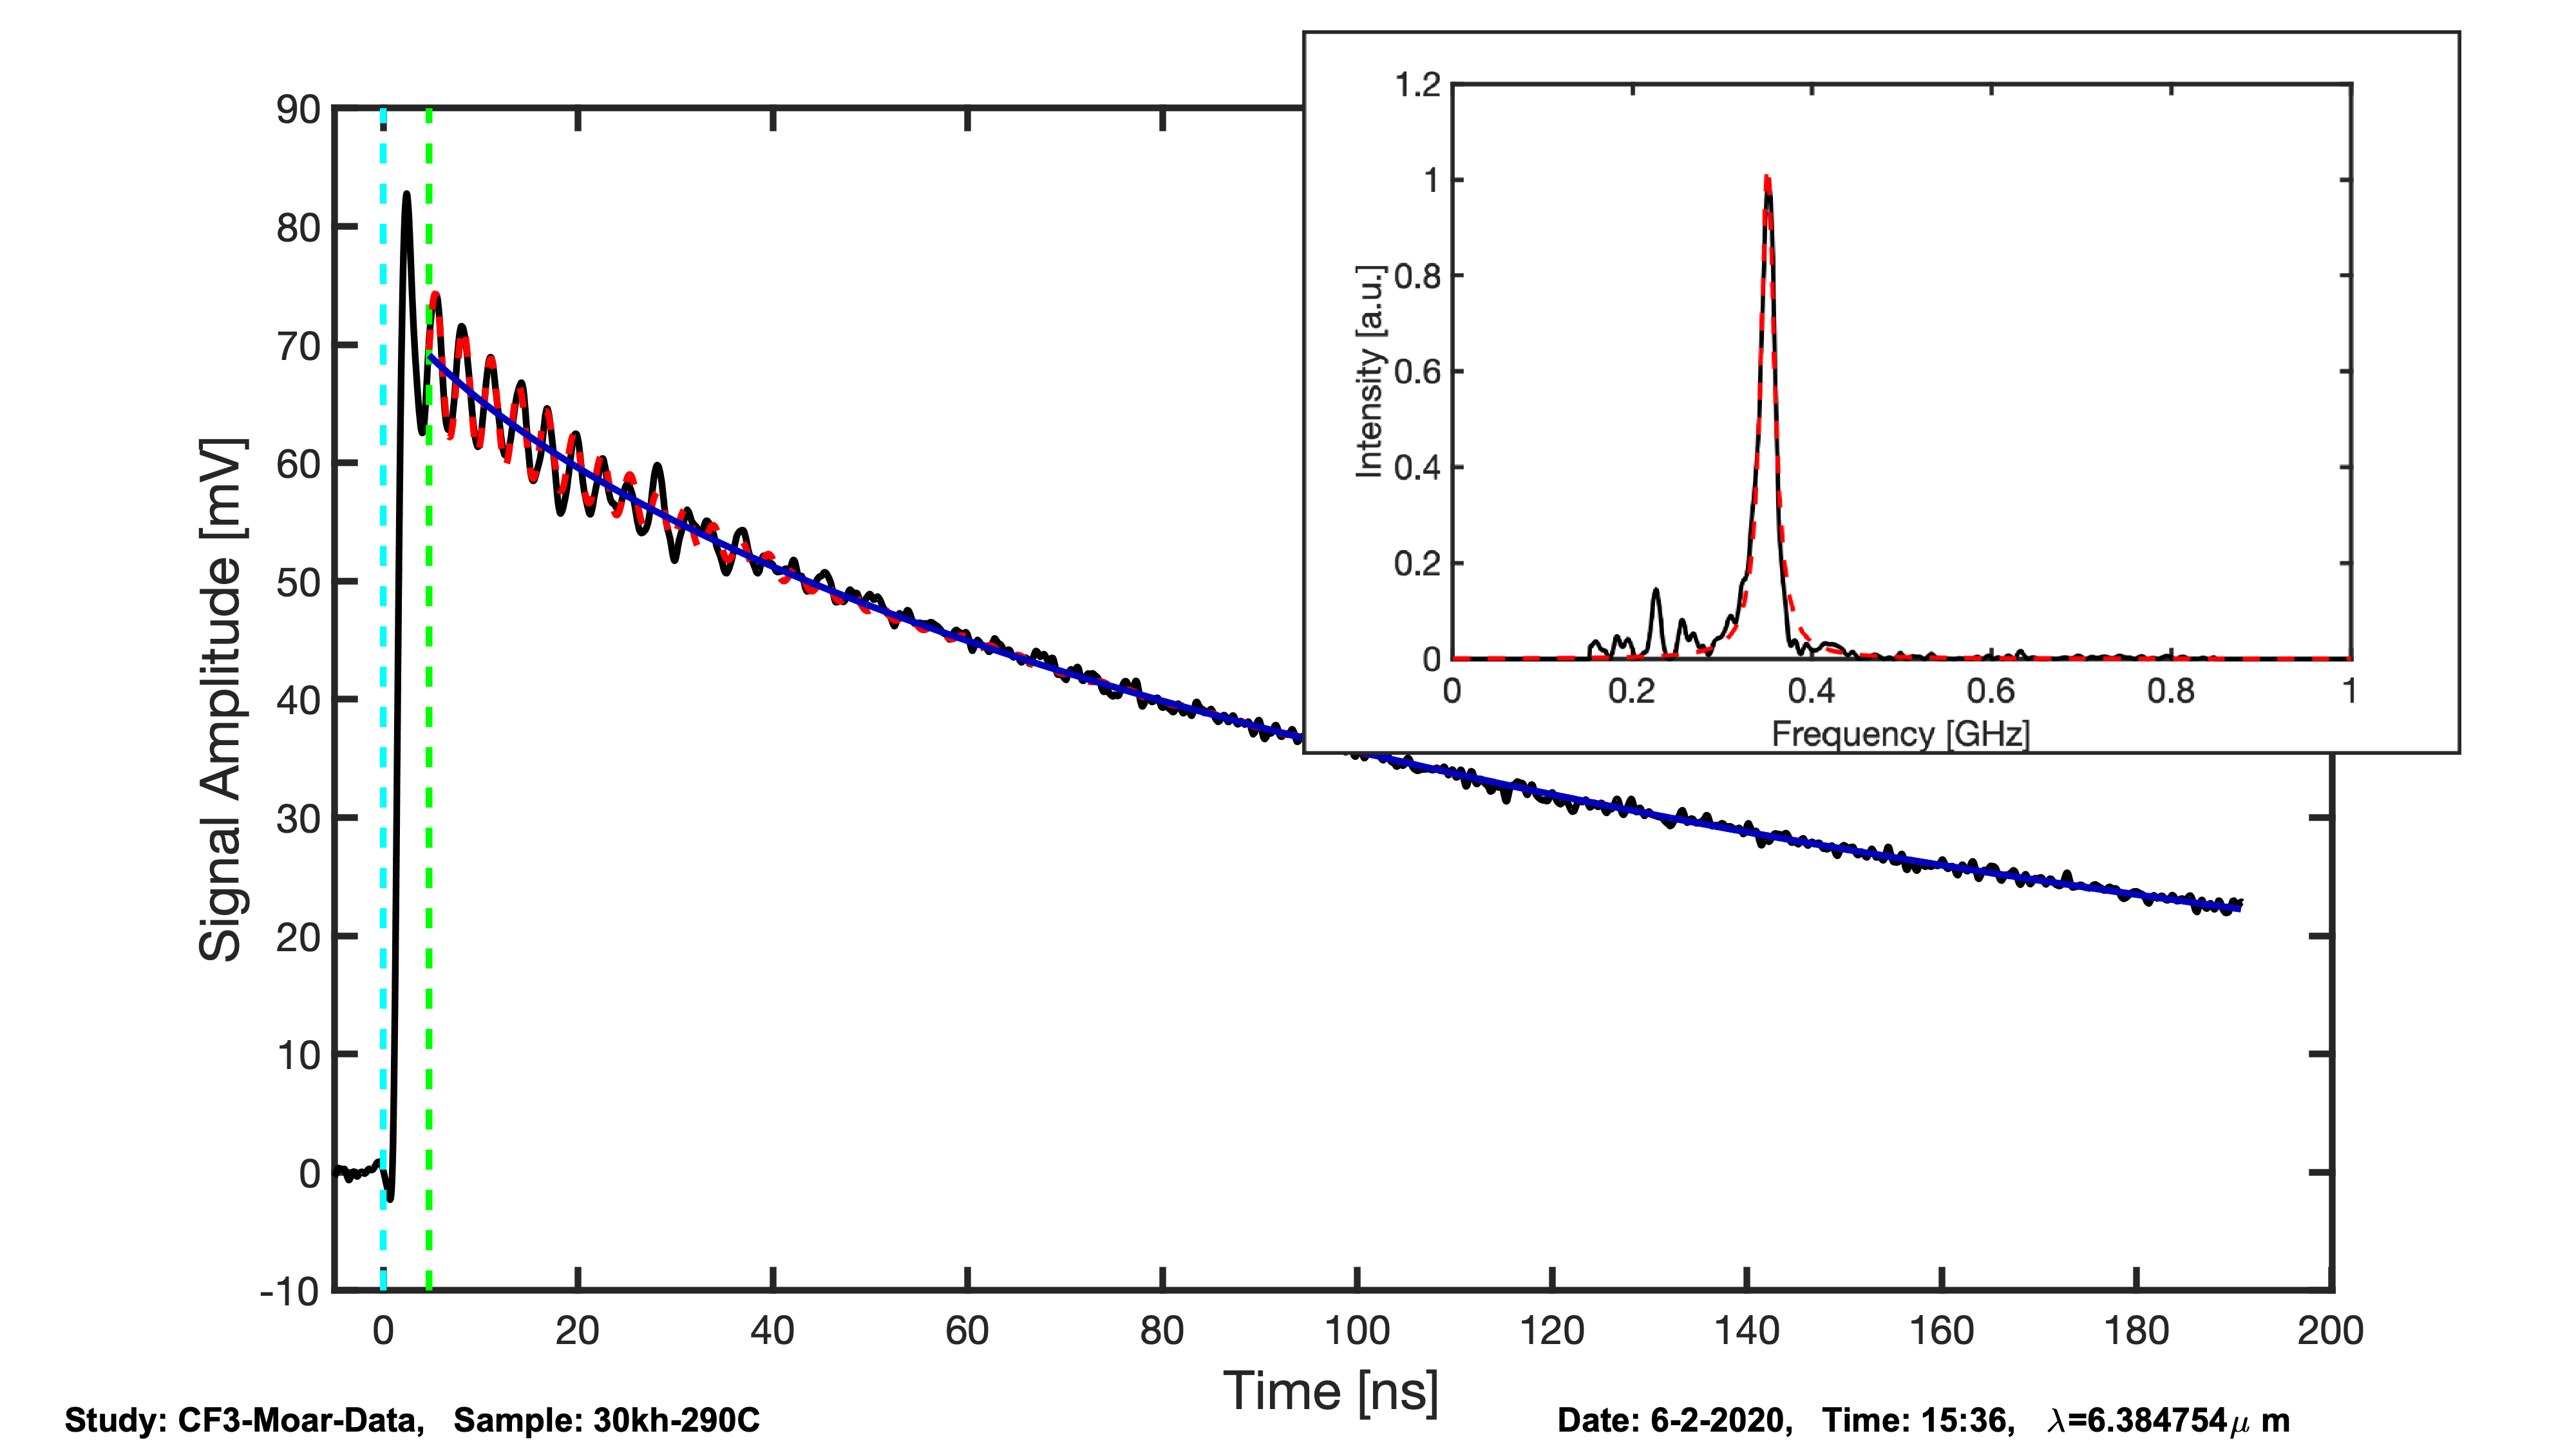 1.2
1
0.8
0.6
0.4
0.2
0
Intensity [a.u.]
0 0.2 0.4 0.6 0.8 1
Frequency [GHz]
90
80
70
60
50
40
30
20
10
0
-10
Signal Amplitude [mV]
0 20 40 60 80 100 120 140 160 180 200
Time [ns]
Study: CF3-Moar-Data, Sample: 30kh-290C
Date: 6-2-2020, Time: 15:36, λ=6.384754μ m